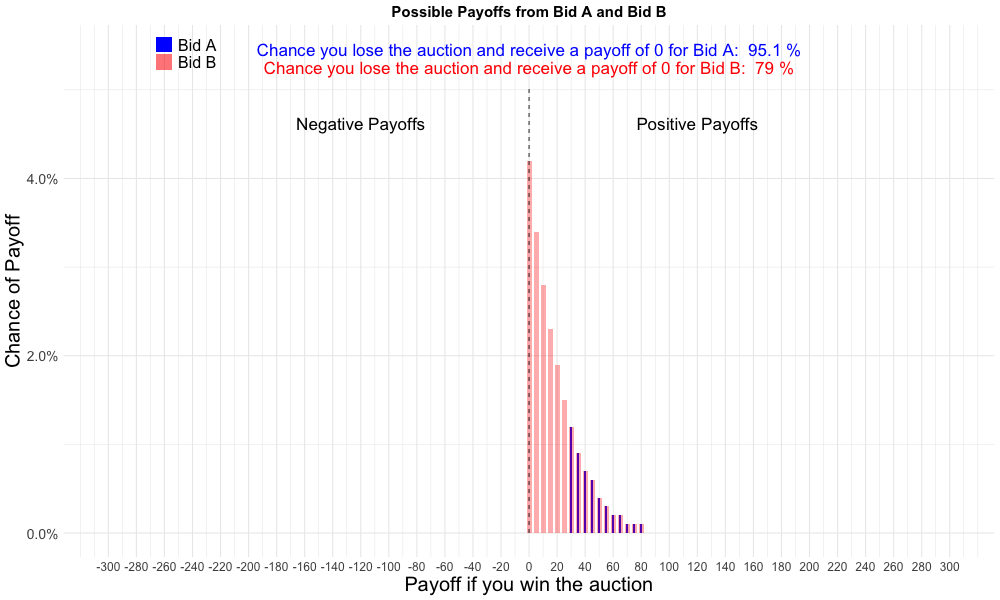 Possible Payoffs from Bid A and Bid B
Bid A
Bid B
Chance you lose the auction and receive a payoff of 0 for Bid A:  95.1 %
Chance you lose the auction and receive a payoff of 0 for Bid B:  79 %
Negative Payoffs
Positive Payoffs
Chance of Payoff
4.0%
2.0%
0.0%
-300 -280 -260 -240 -220 -200 -180 -160 -140 -120 -100 -80 -60 -40 -20 0 20 40 60 80 100 120 140 160 180 200 220 240 260 280 300
Payoff if you win the auction